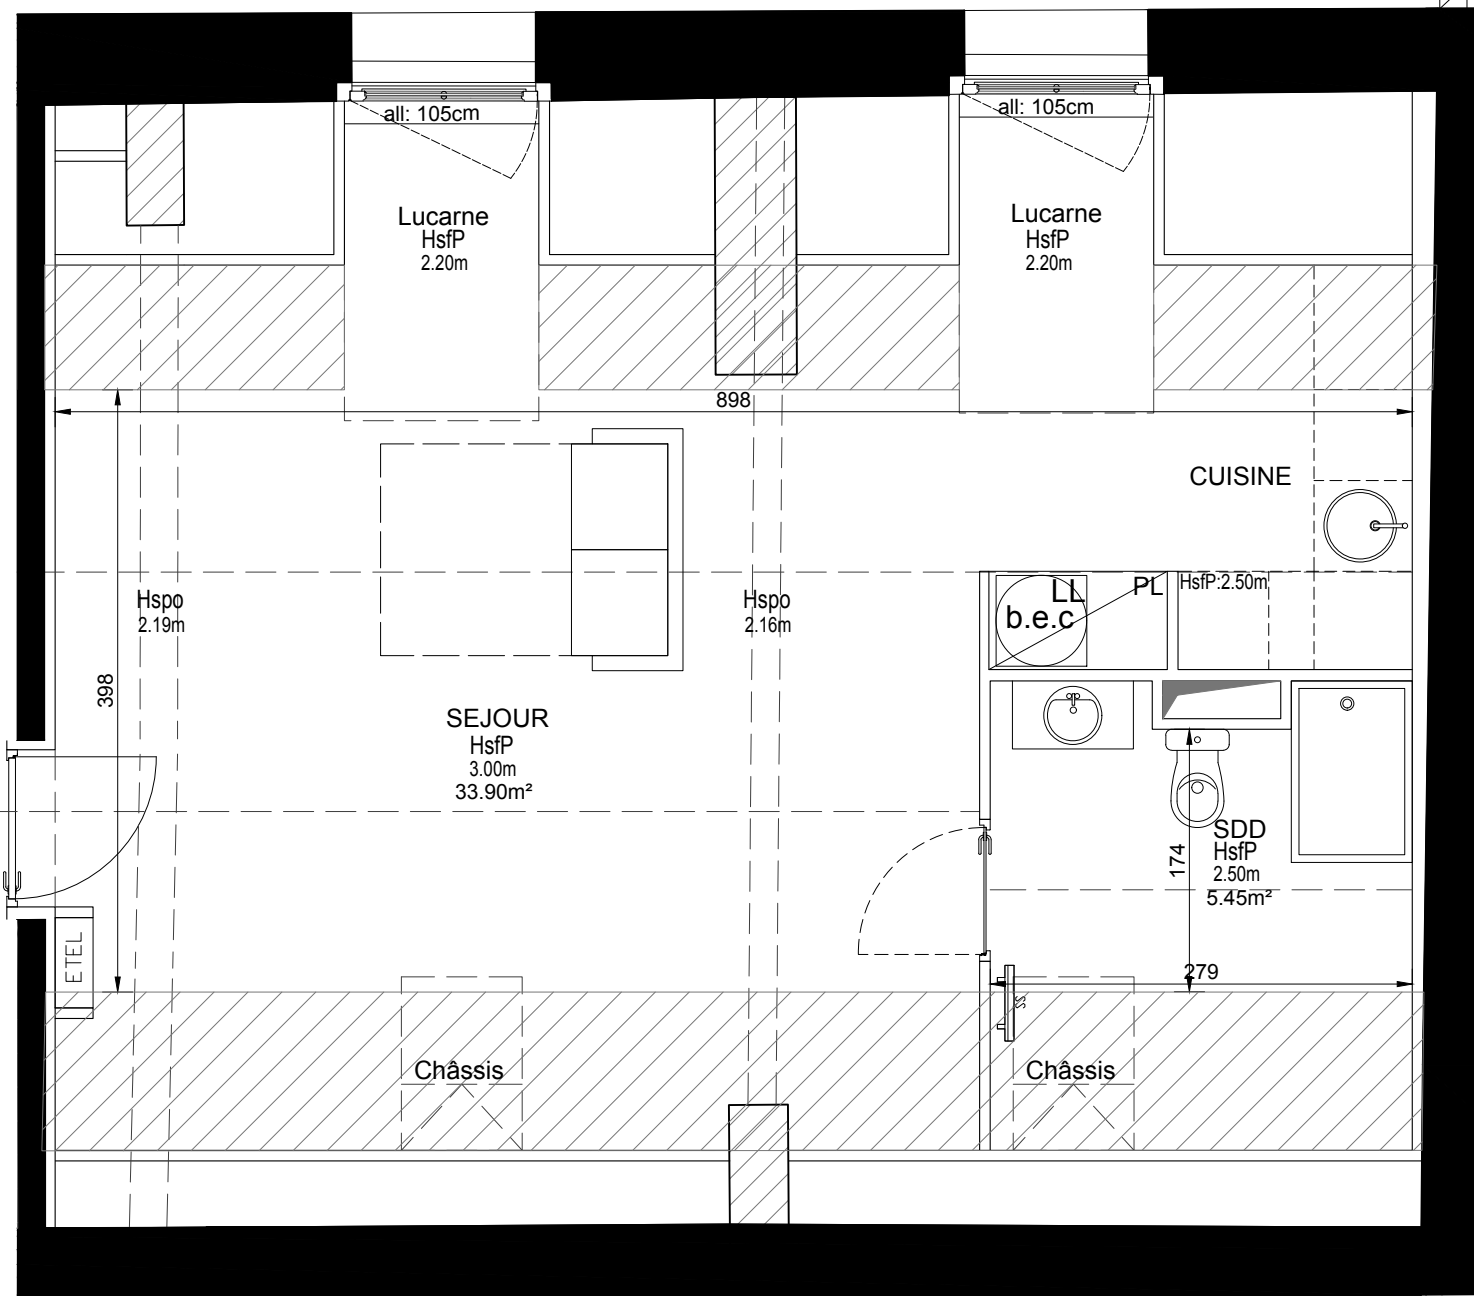 all: 105cm
all: 105cm
Lucarne
HsfP
2.20m
Lucarne
HsfP
2.20m
898
CUISINE
Hspo
2.19m
Hspo
2.16m
LL
b.e.c
PL
HsfP:2.50m
398
SEJOUR
HsfP
3.00m
33.90m²
174
SDD
HsfP
2.50m
5.45m²
ETEL
279
SS
Châssis
Châssis